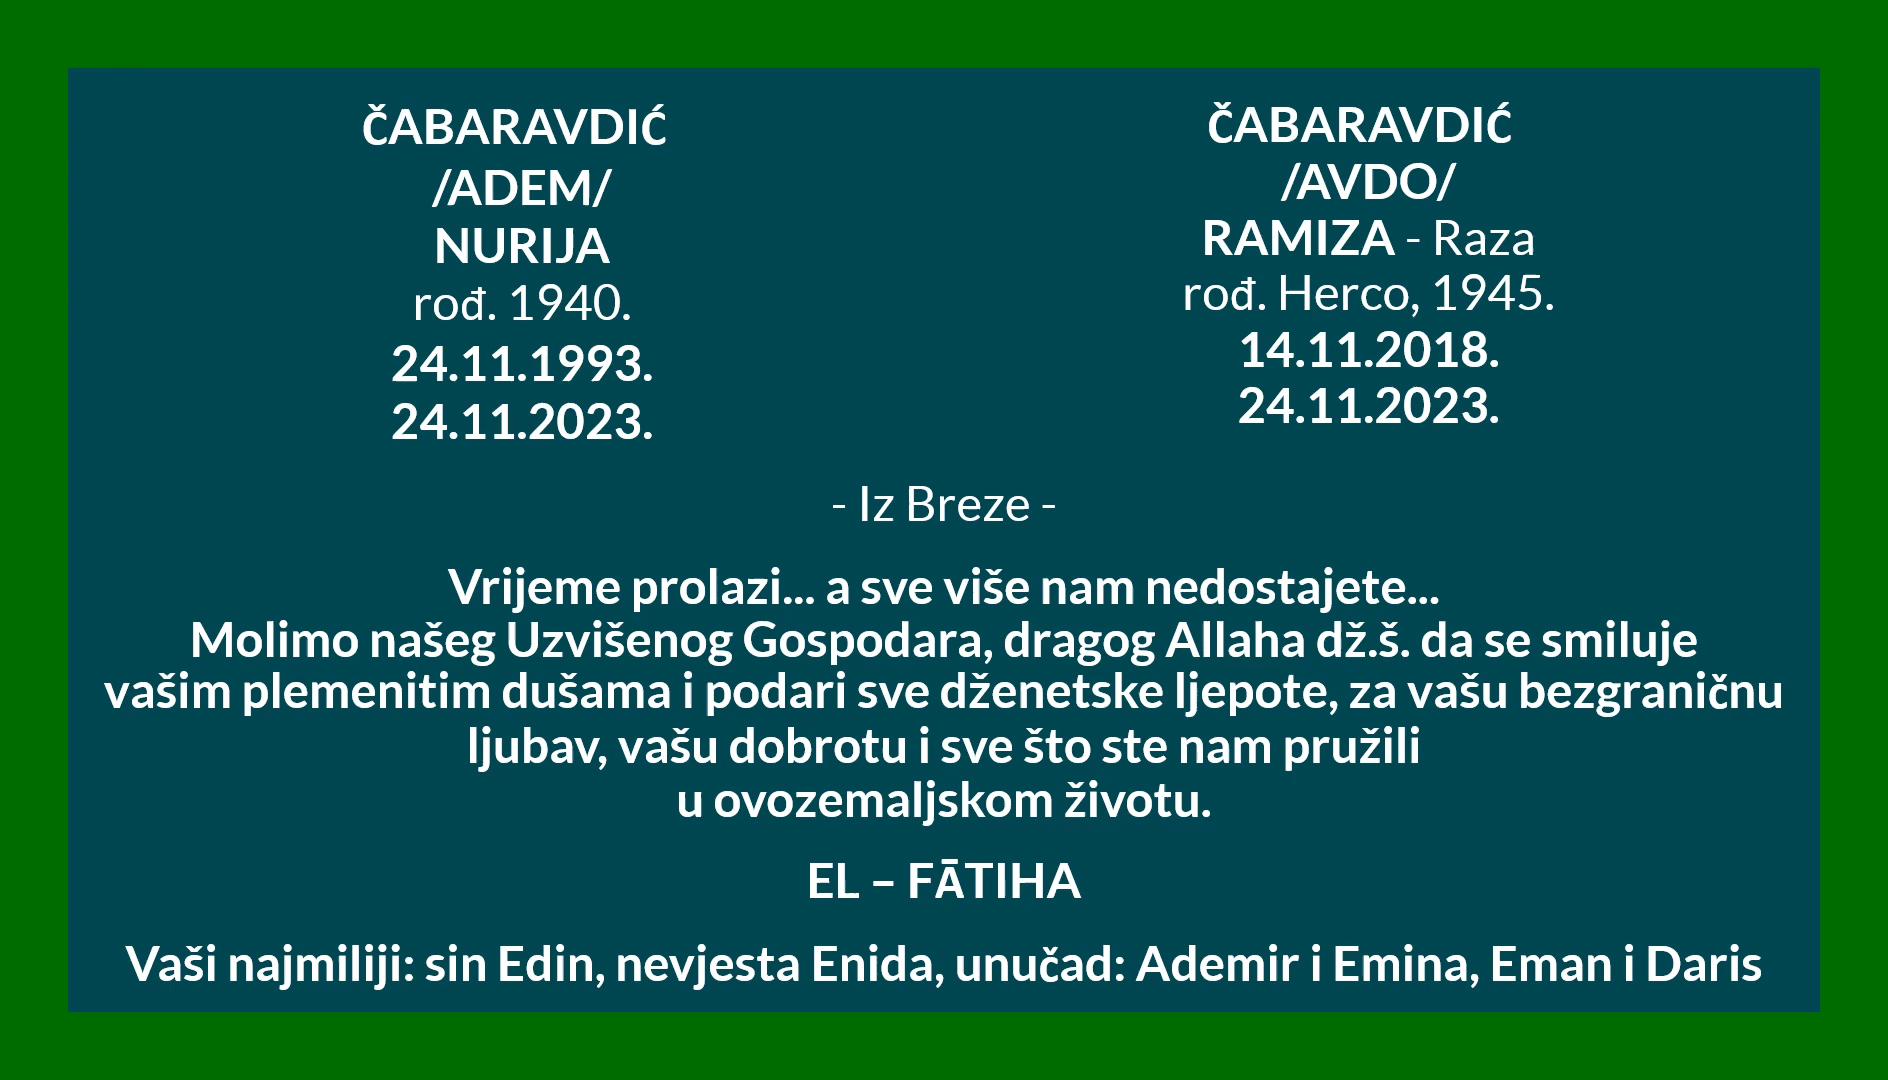 ČABARAVDIĆ
/ADEM/
NURIJA
rođ. 1940.
24.11.1993.
24.11.2023.
ČABARAVDIĆ
/AVDO/
RAMIZA - Raza
rođ. Herco, 1945.
14.11.2018.
24.11.2023.
- Iz Breze -
Vrijeme prolazi... a sve više nam nedostajete...
Molimo našeg Uzvišenog Gospodara, dragog Allaha dž.š. da se smiluje
vašim plemenitim dušama i podari sve dženetske ljepote, za vašu bezgraničnu
ljubav, vašu dobrotu i sve što ste nam pružili
u ovozemaljskom životu.
EL – FĀTIHA
Vaši najmiliji: sin Edin, nevjesta Enida, unučad: Ademir i Emina, Eman i Daris